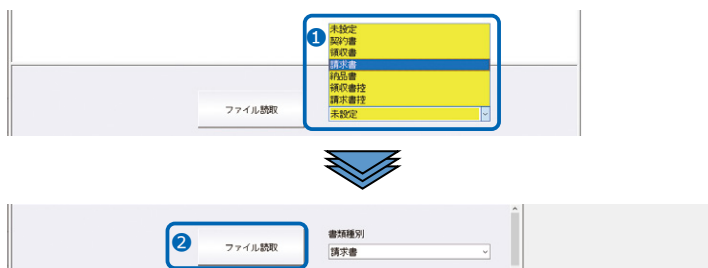 ❶
未設定
契約書
領収書
請求書
納品書
領収書控
請求書控
ファイル読取
未設定
書類種別
❷
ファイル読取
請求書